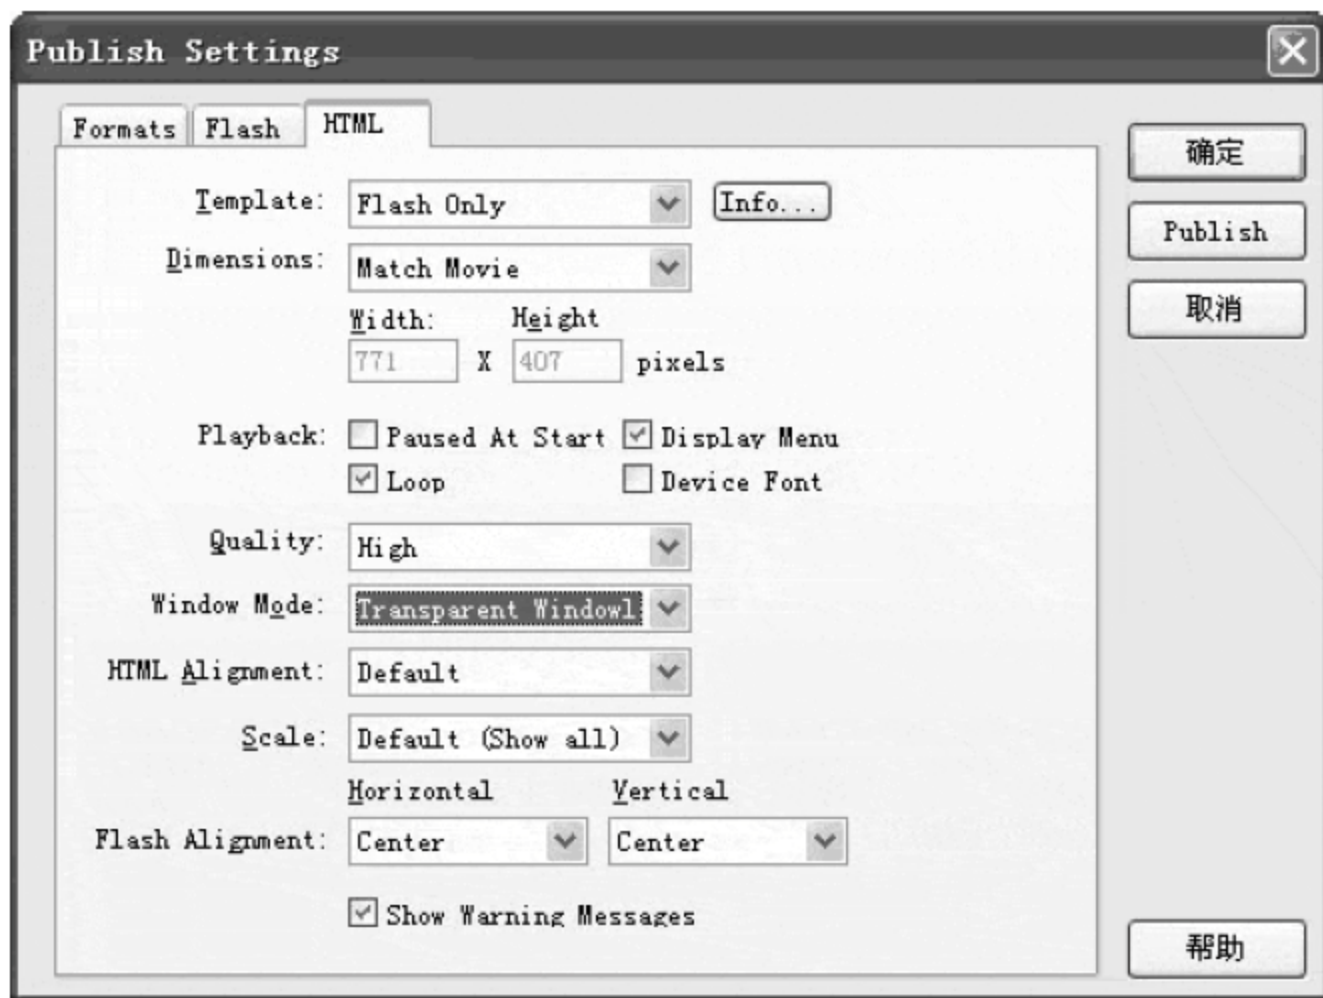 Publish Settings
Formats Flash HTML
确定
Template: Flash Only Info...
Publish
Dimensions: Match Movie
取消
Width: Height
771 X 407 pixels
Playback: Paused At Start Display Menu
Loop Device Font
Quality: High
Window Mode: Transparent Windowl
HTML Alignment: Default
Scale: Default (Show all)
Horizontal Vertical
Flash Alignment: Center Center
Show Warning Messages
帮助